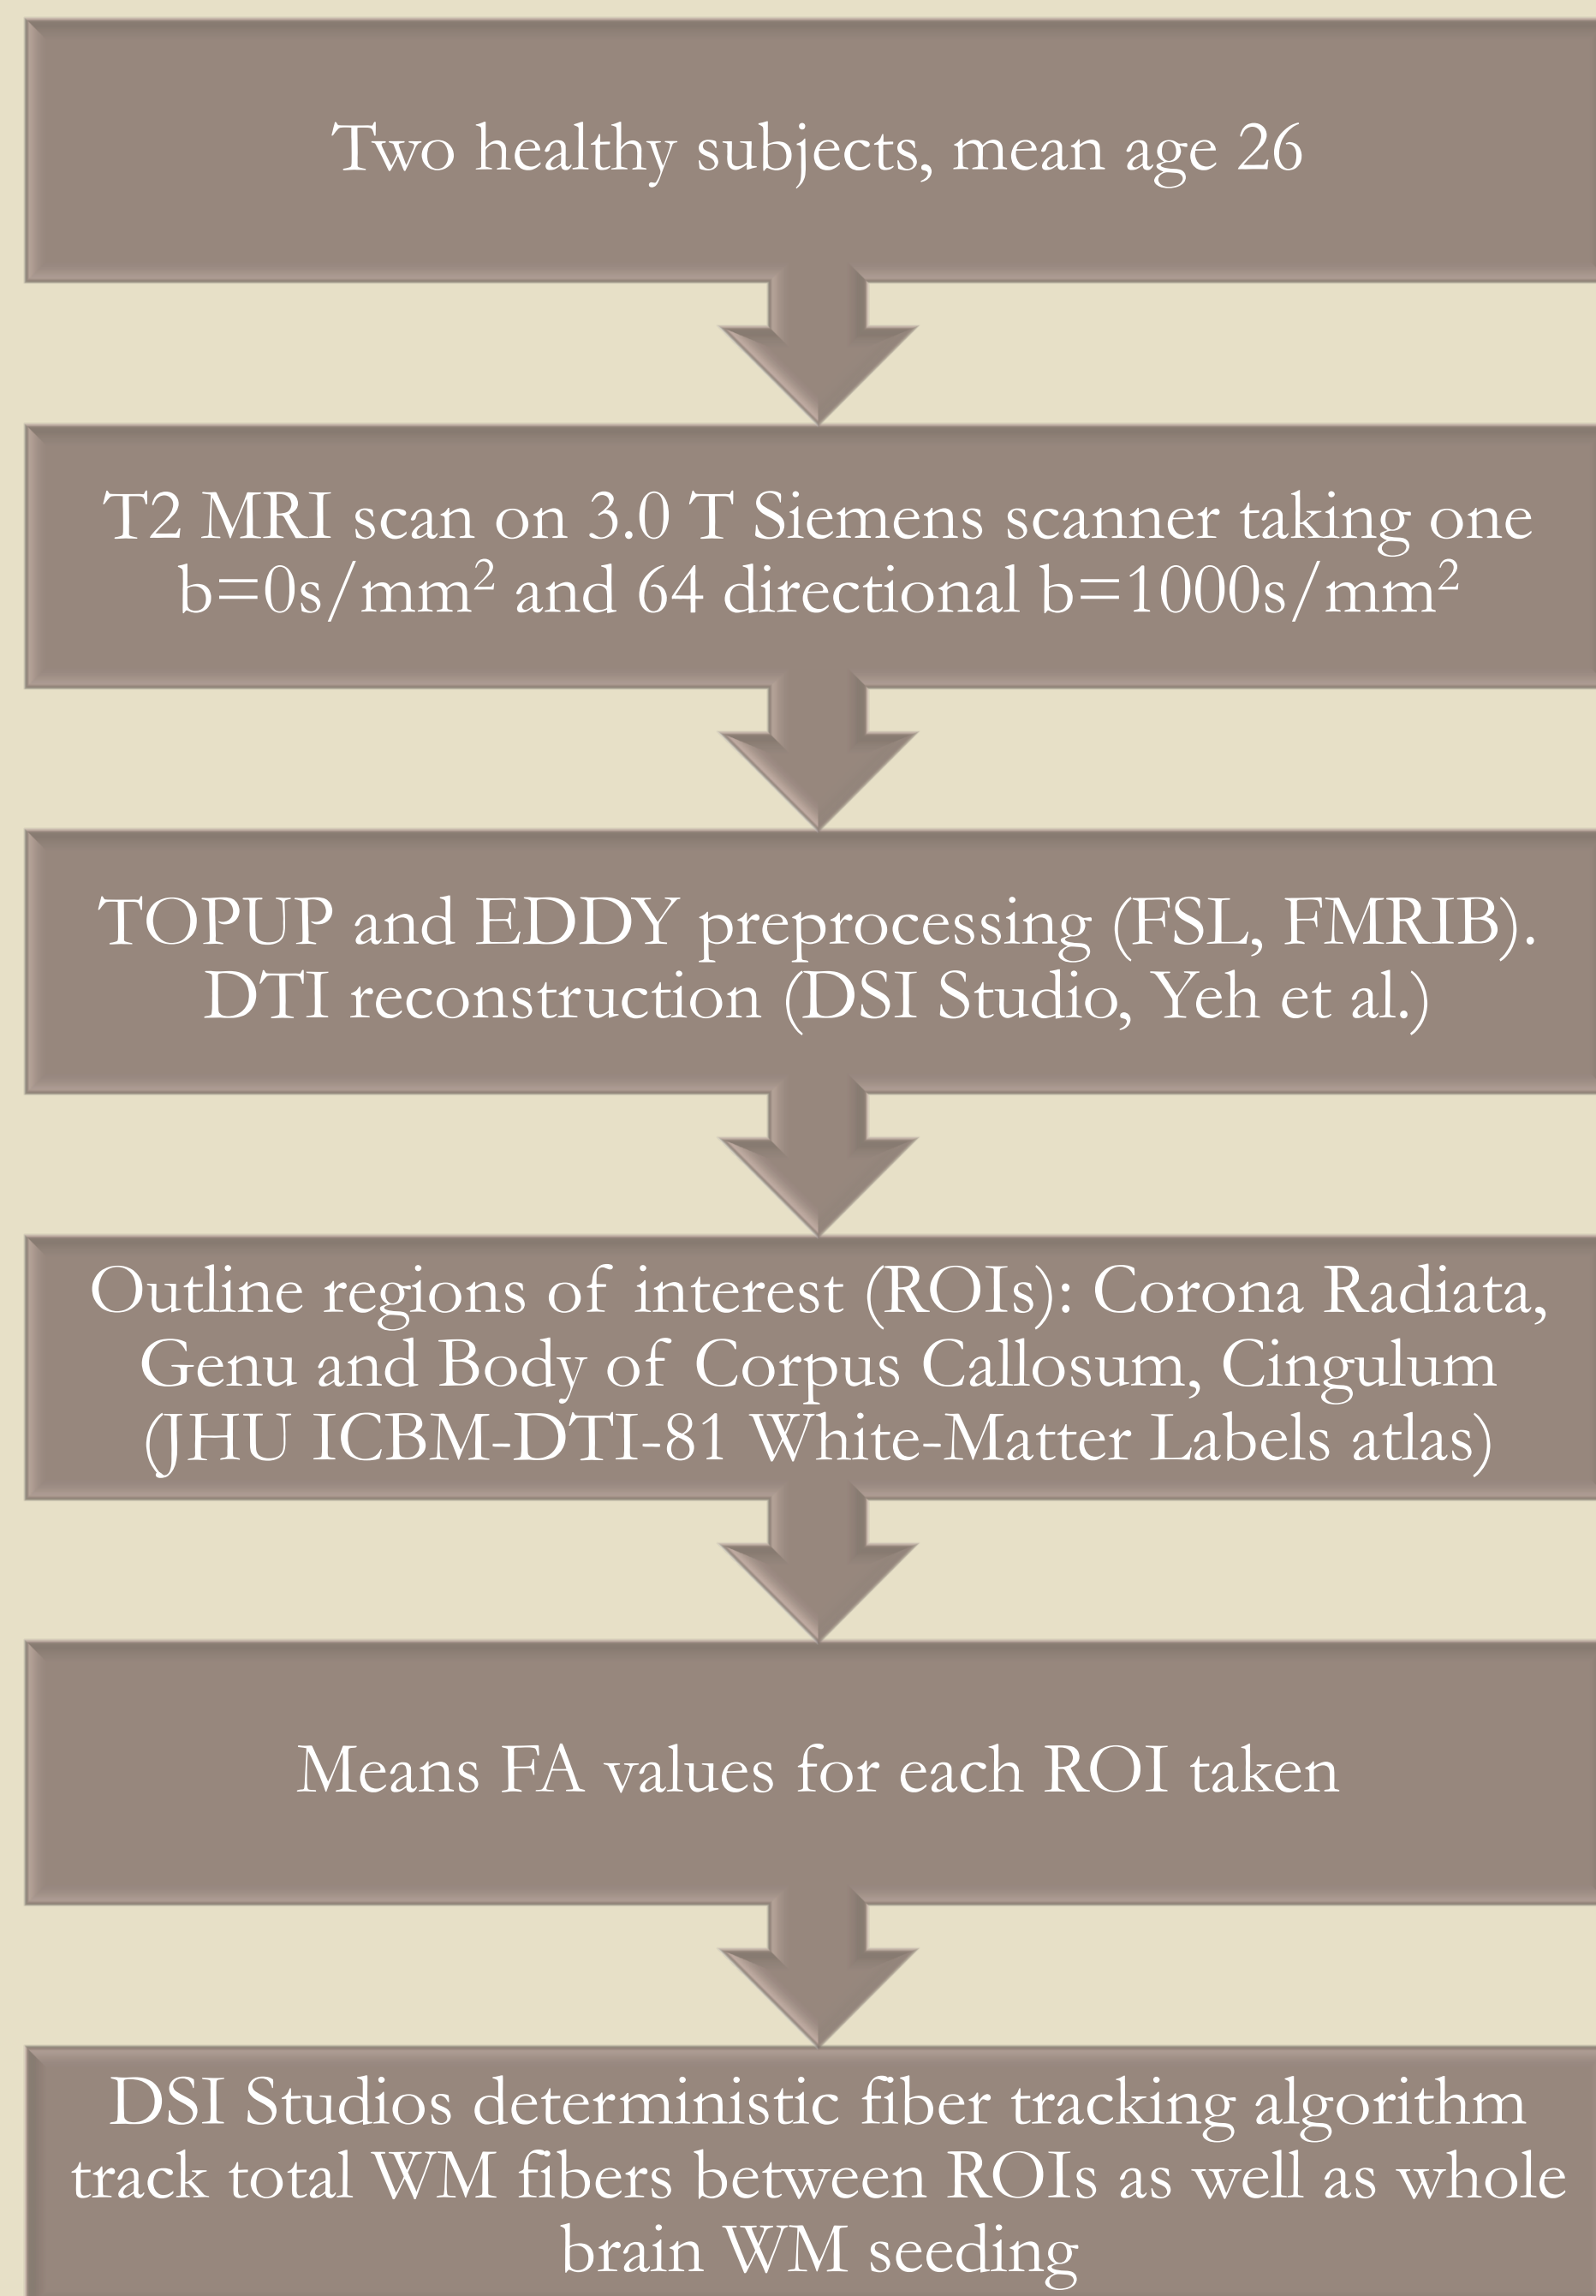 Two healthy subjects, mean age 26
T2 MRI scan on 3.0 T Siemens scanner taking one
b=0s/mm² and 64 directional b=1000s/mm²
TOPUP and EDDY preprocessing (FSL, FMRIB).
DTI reconstruction (DSI Studio, Yeh et al.)
Outline regions of interest (ROIs): Corona Radiata,
Genu and Body of Corpus Callosum, Cingulum
(JHU ICBM-DTI-81 White-Matter Labels atlas)
Means FA values for each ROI taken
DSI Studios deterministic fiber tracking algorithm
track total WM fibers between ROIs as well as whole
brain WM seeding